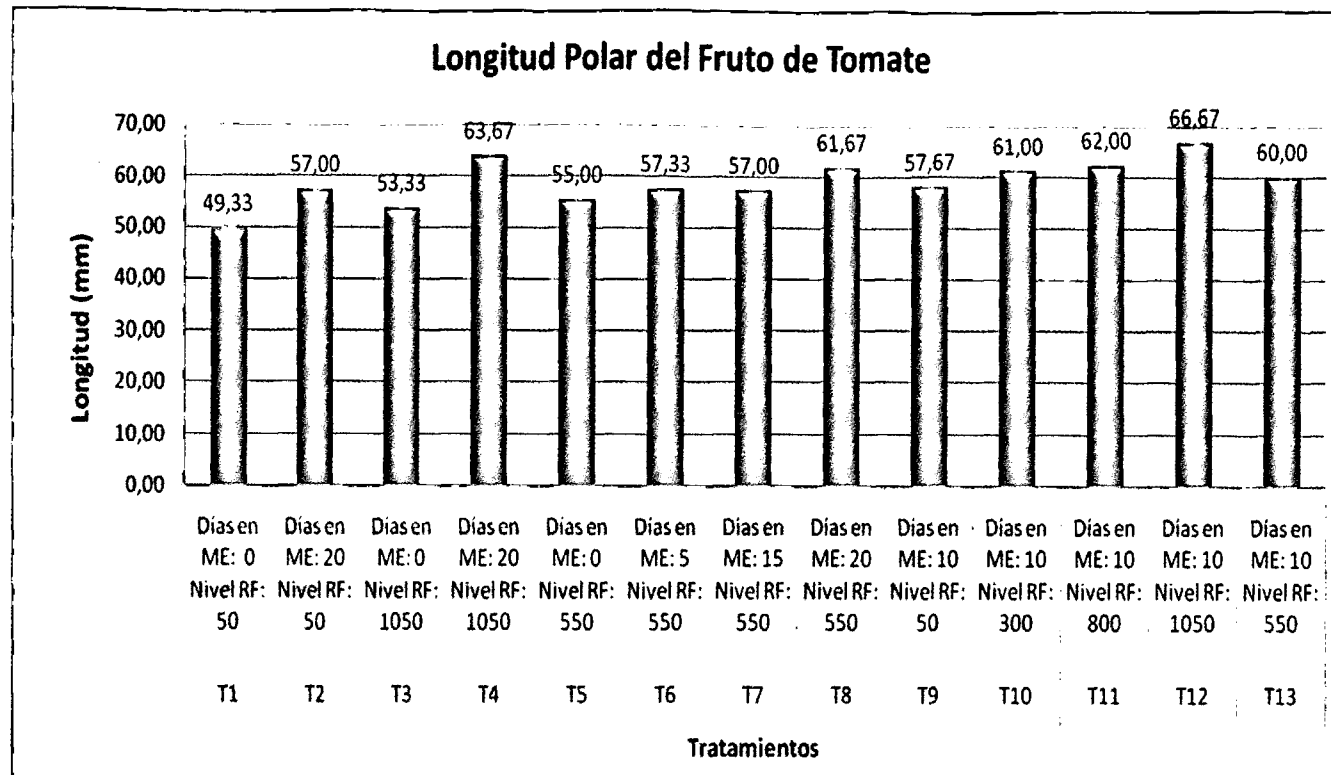 Longitud Polar del Fruto de Tomate
Longitud (mm)
70,00
60,00
50,00
40,00
30,00
20,00
10,00
0,00
49,33
57,00
53,33
63,67
55,00
57,33
57,00
61,67
57,67
61,00
62,00
66,67
60,00
Días en Días en Días en Días en Días en Días en Días en Días en Días en Días en Días en Días en Días en
ME: 0 ME: 20 ME: 0 ME: 20 ME: 0 ME: 5 ME: 15 ME: 20 ME: 10 ME: 10 ME: 10 ME: 10 ME: 10
Nivel RF: Nivel RF: Nivel RF: Nivel RF: Nivel RF: Nivel RF: Nivel RF: Nivel RF: Nivel RF: Nivel RF: Nivel RF: Nivel RF: Nivel RF:
50 50 1050 1050 550 550 550 550 50 300 800 1050 550
T1 T2 T3 T4 T5 T6 T7 T8 T9 T10 T11 T12 T13
Tratamientos